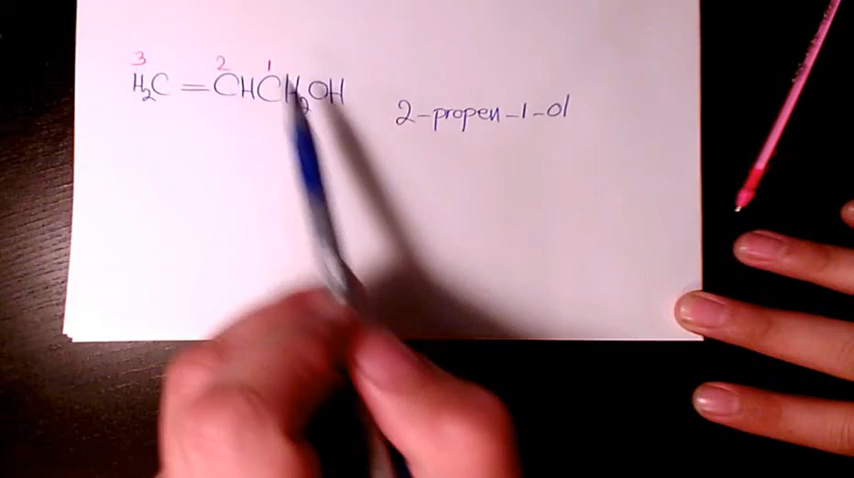 3 2 1
H₂C=CHCH₂OH
2-propen-1-ol